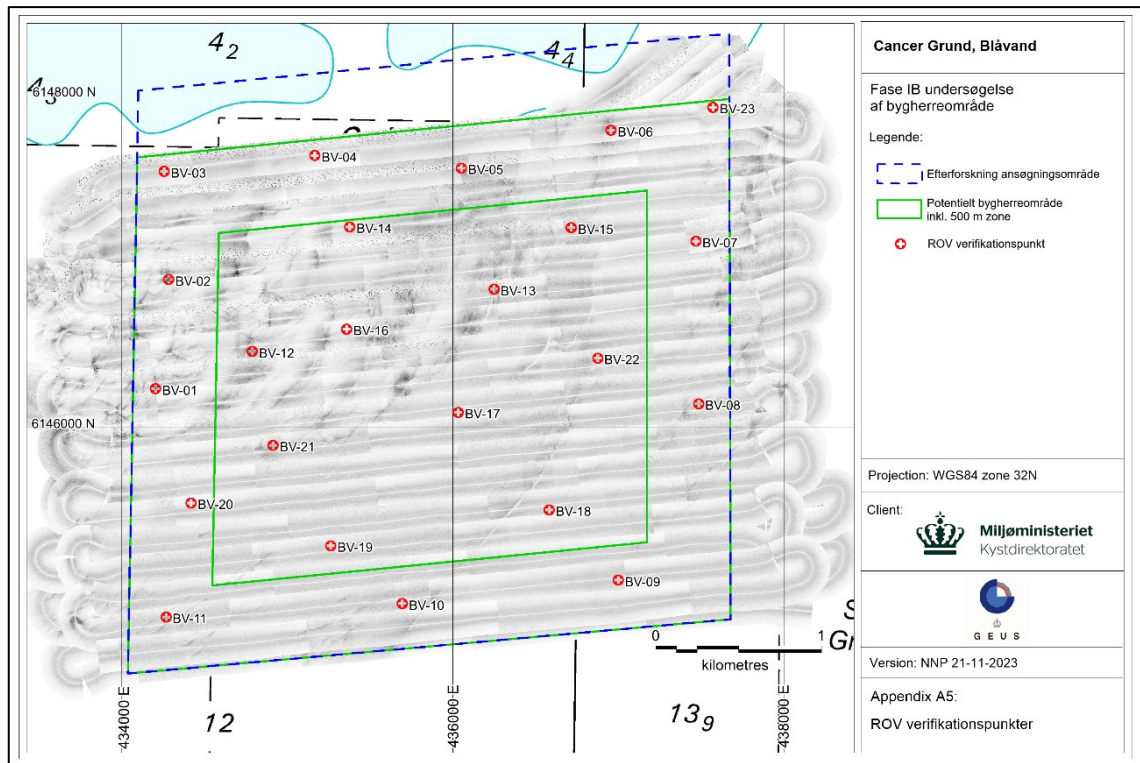 4₂
4₄
4₅
6148000 N
BV-23
BV-06
BV-04
BV-05
BV-03
BV-14
BV-15
BV-07
BV-02
BV-13
BV-16
BV-12
BV-22
BV-01
BV-08
BV-17
6146000 N
BV-21
BV-20
BV-18
BV-19
BV-09
BV-10
BV-11
0 1
kilometres
434000 E
436000 E
438000 E
12
13₉
Cancer Grund, Blåvand
Fase IB undersøgelse
af bygherreområde
Legende:
Efterforskning ansøgningsområde
Potentielt bygherreområde
inkl. 500 m zone
ROV verifikationspunkt
Projection: WGS84 zone 32N
Client:
Miljøministeriet
Kystdirektoratet
GEUS
Version: NNP 21-11-2023
Appendix A5:
ROV verifikationspunkter